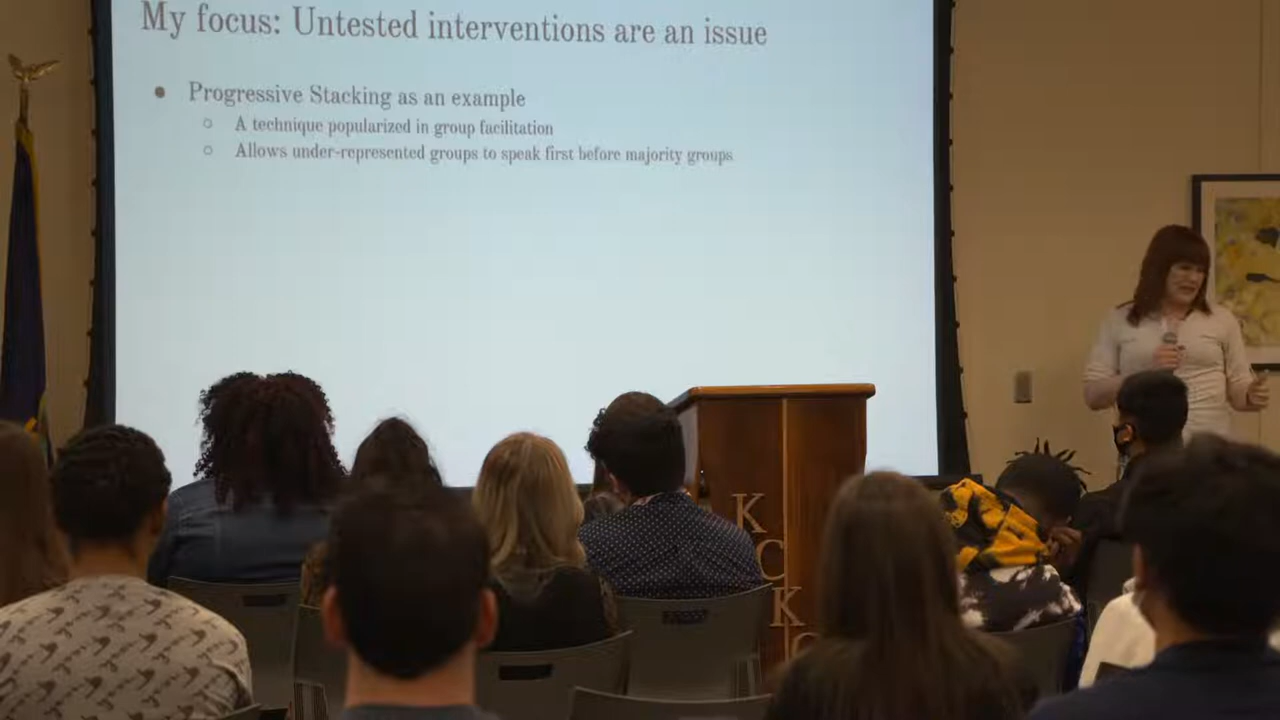 My focus: Untested interventions are an issue
Progressive Stacking as an example
A technique popularized in group facilitation
Allows under-represented groups to speak first before majority groups
K
C
K
C